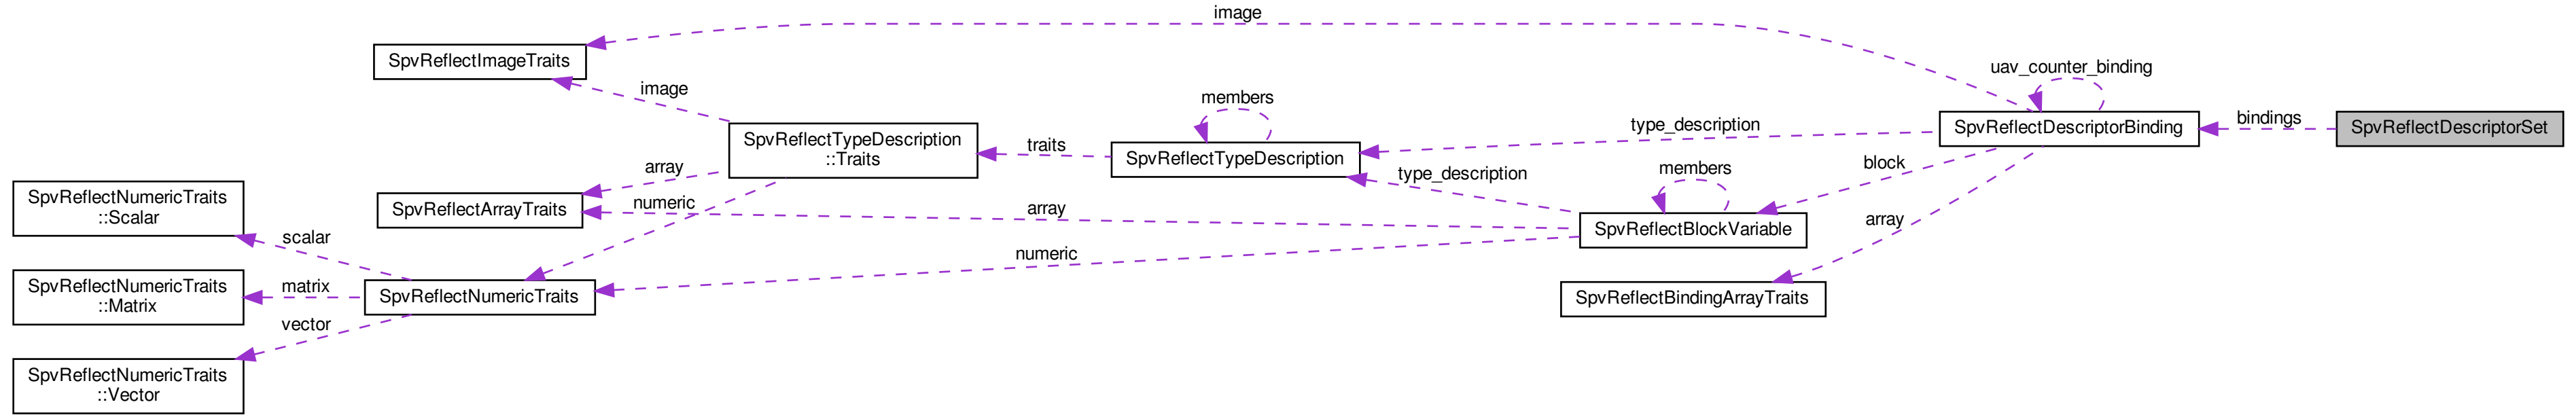 image
SpvReflectImageTraits
uav_counter_binding
image
members
bindings
type_description
SpvReflectDescriptorBinding
SpvReflectDescriptorSet
SpvReflectTypeDescription
::Traits
traits
SpvReflectTypeDescription
array
block
members
type_description
SpvReflectNumericTraits
::Scalar
SpvReflectArrayTraits
numeric
array
array
SpvReflectBlockVariable
scalar
numeric
SpvReflectNumericTraits
::Matrix
matrix
SpvReflectNumericTraits
SpvReflectBindingArrayTraits
vector
SpvReflectNumericTraits
::Vector